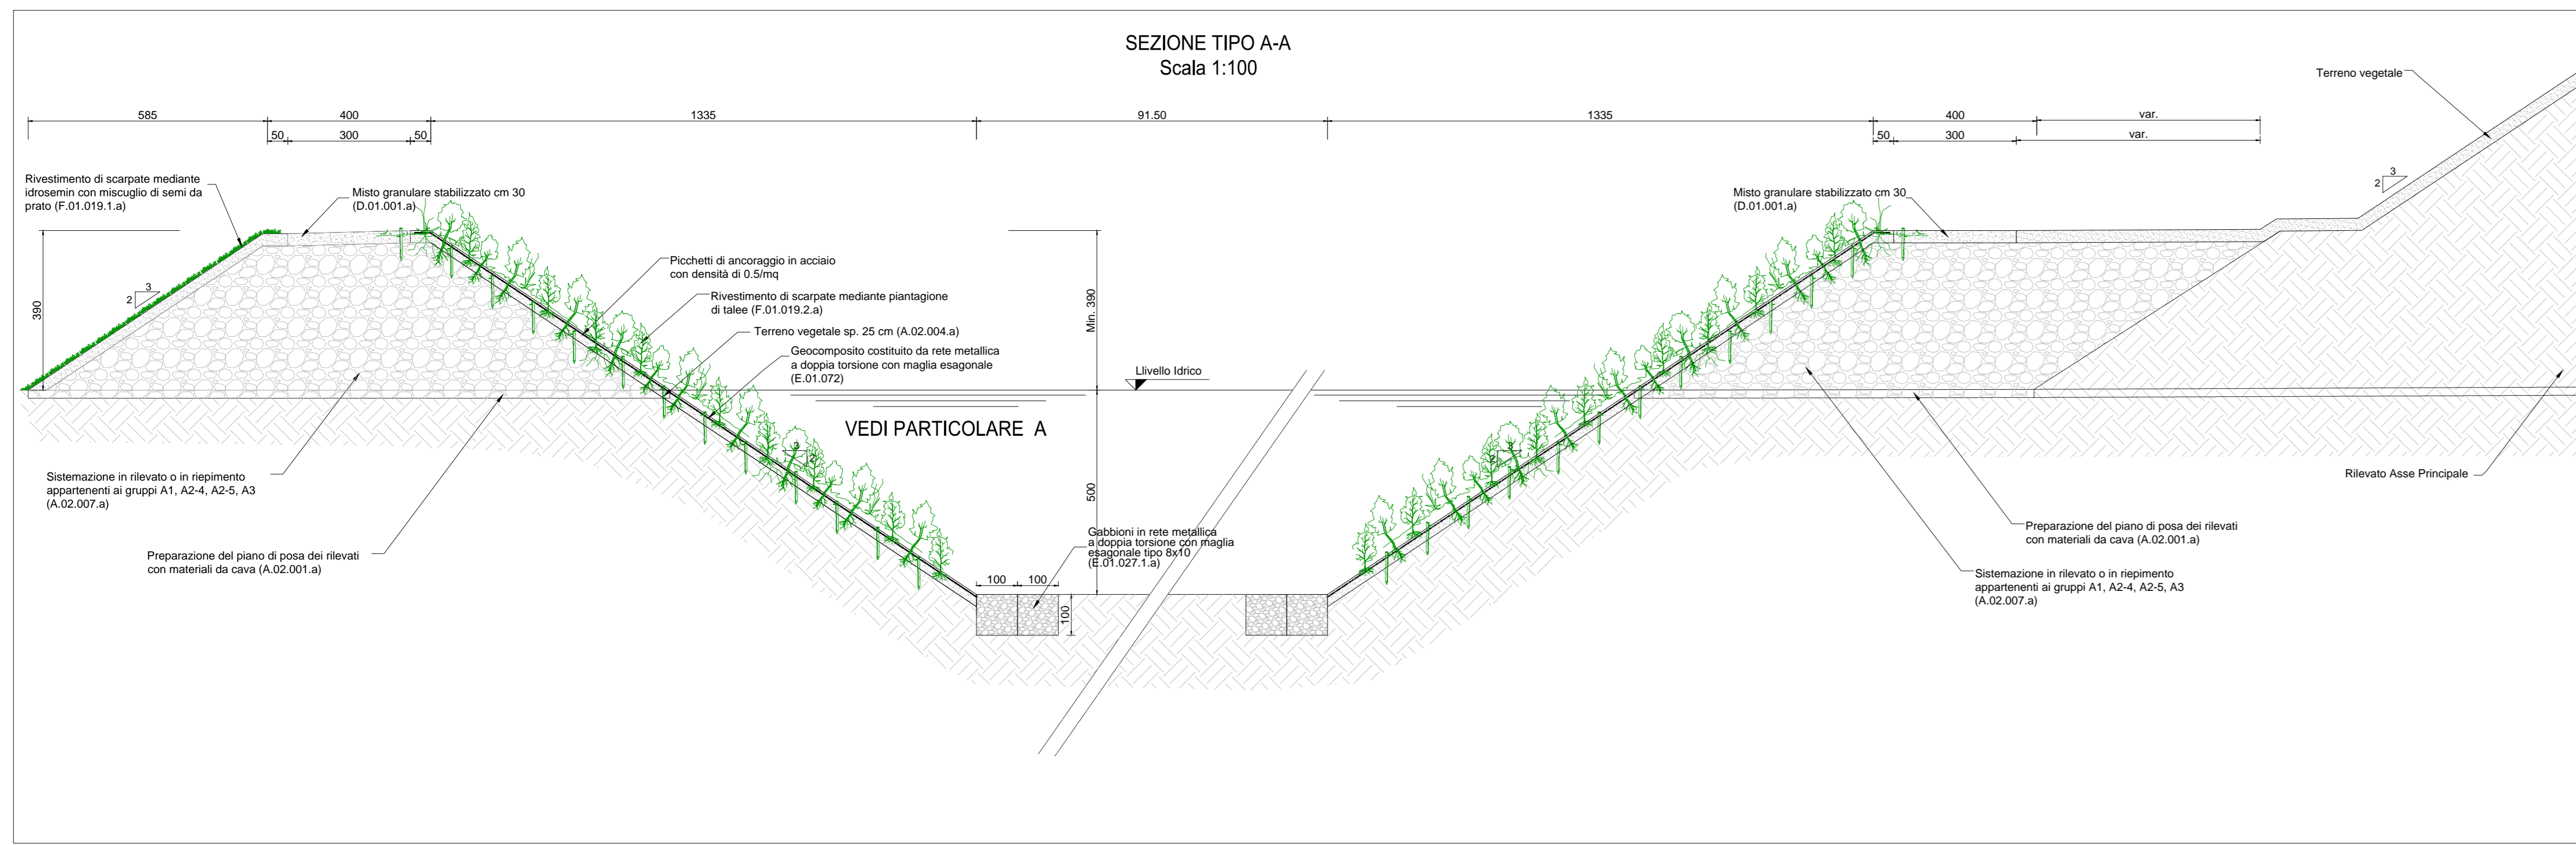 SEZIONE TIPO A-A
Scala 1:100
Terreno vegetale
585
400
1335
91.50
1335
400
var.
50
300
50
50
300
var.
Rivestimento di scarpate mediante
idrosemin con miscuglio di semi da
prato (F.01.019.1.a)
Misto granulare stabilizzato cm 30
(D.01.001.a)
Misto granulare stabilizzato cm 30
(D.01.001.a)
3
2
Picchetti di ancoraggio in acciaio
con densità di 0.5/mq
Rivestimento di scarpate mediante piantagione
di talee (F.01.019.2.a)
Terreno vegetale sp. 25 cm (A.02.004.a)
Geocomposito costituito da rete metallica
a doppia torsione con maglia esagonale
(E.01.072)
3
2
390
Min. 390
Llivello Idrico
VEDI PARTICOLARE A
3
2
3
2
Sistemazione in rilevato o in riepimento
appartenenti ai gruppi A1, A2-4, A2-5, A3
(A.02.007.a)
Rilevato Asse Principale
500
Gabbioni in rete metallica
a doppia torsione con maglia
esagonale tipo 8x10
(E.01.027.1.a)
Preparazione del piano di posa dei rilevati
con materiali da cava (A.02.001.a)
Preparazione del piano di posa dei rilevati
con materiali da cava (A.02.001.a)
100
100
100
Sistemazione in rilevato o in riepimento
appartenenti ai gruppi A1, A2-4, A2-5, A3
(A.02.007.a)